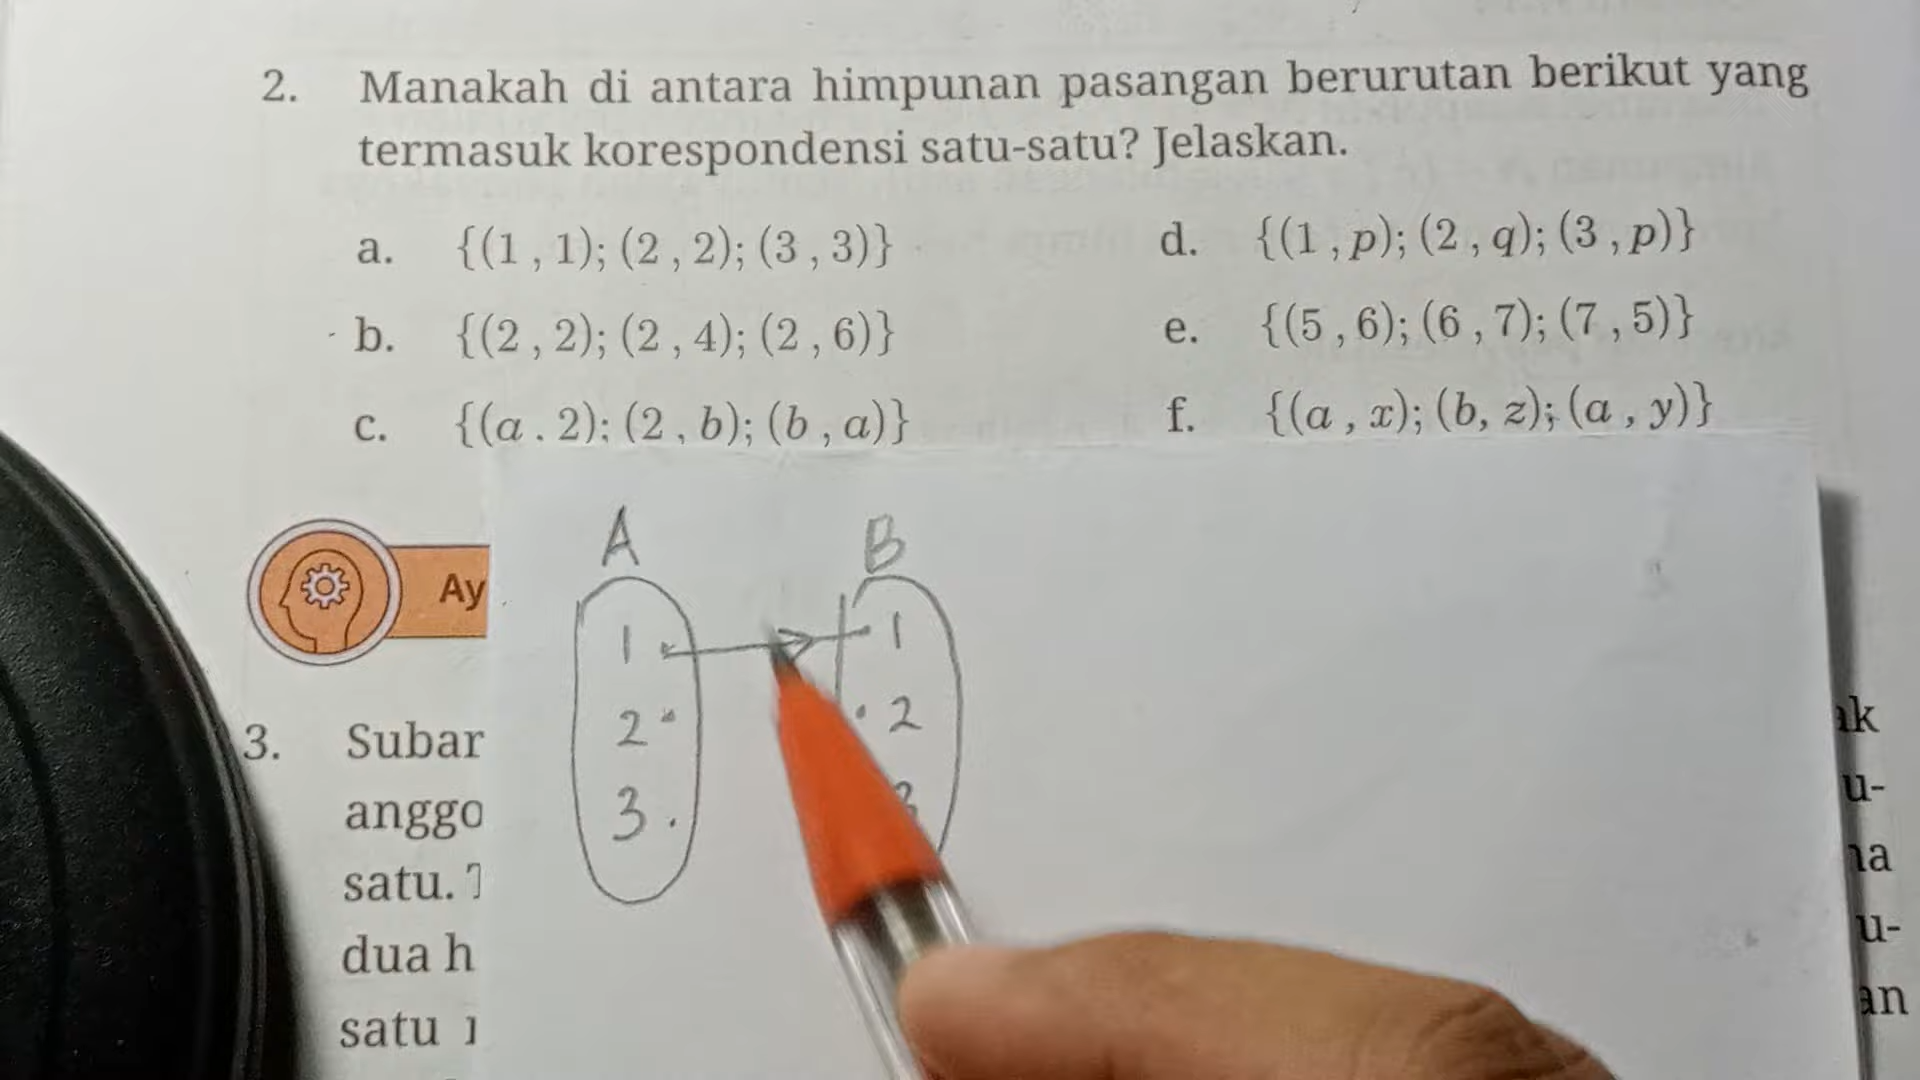 2. Manakah di antara himpunan pasangan berurutan berikut yang
termasuk korespondensi satu-satu? Jelaskan.
a. {(1 , 1); (2 , 2); (3 , 3)}
d. {(1 , p); (2 , q); (3 , p)}
b. {(2 , 2); (2 , 4); (2 , 6)}
e. {(5 , 6); (6 , 7); (7 , 5)}
c. {(a , 2); (2 , b); (b , a)}
f. {(a , x); (b, z); (a , y)}
A B
Ay
1 1
2 2
3 3
3. Subar
ak
anggo
u-
satu.
na
dua h
u-
satu
an